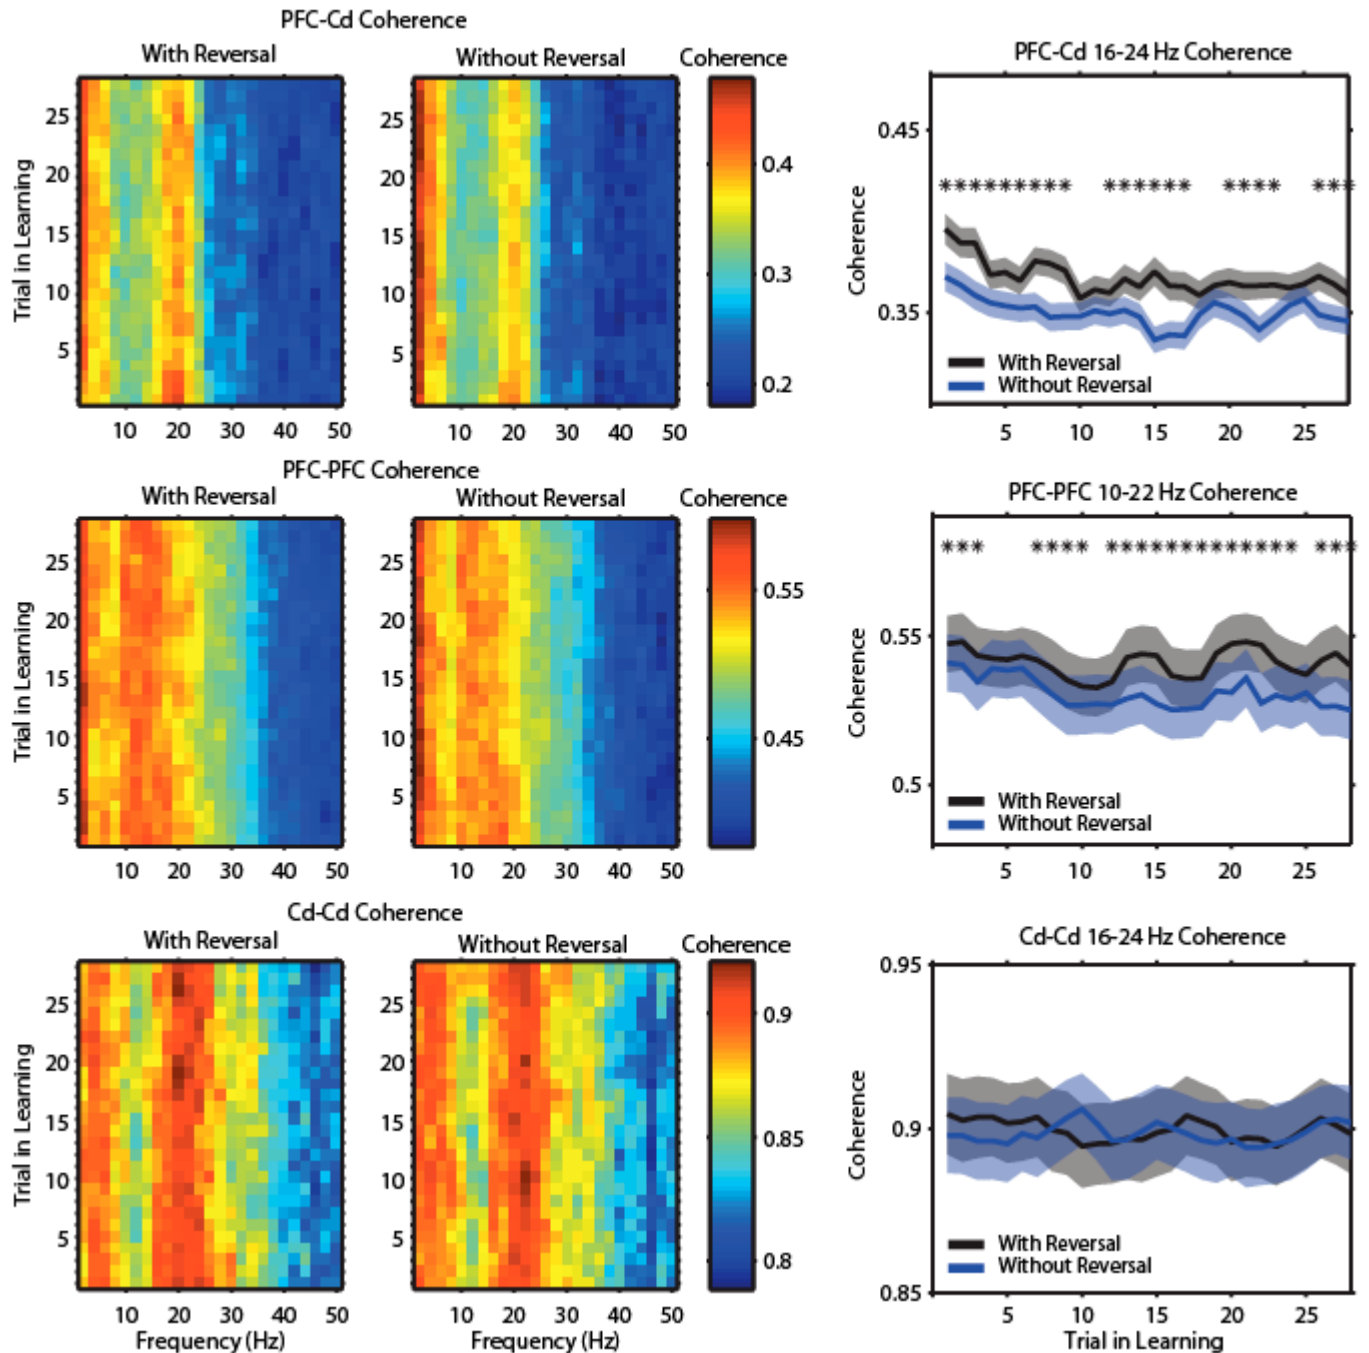 PFC-Cd Coherence
With Reversal
Without Reversal
Coherence
PFC-Cd 16-24 Hz Coherence
Trial in Learning
25
20
15
10
5
25
20
15
10
5
0.4
0.3
0.2
Coherence
0.45
0.35
*********   ******   ****   ***
With Reversal
Without Reversal
10 20 30 40 50
10 20 30 40 50
5 10 15 20 25
PFC-PFC Coherence
With Reversal
Without Reversal
Coherence
PFC-PFC 10-22 Hz Coherence
Trial in Learning
25
20
15
10
5
25
20
15
10
5
0.55
0.45
Coherence
0.55
0.5
***   ****   *************   ***
With Reversal
Without Reversal
10 20 30 40 50
10 20 30 40 50
5 10 15 20 25
Cd-Cd Coherence
With Reversal
Without Reversal
Coherence
Cd-Cd 16-24 Hz Coherence
Trial in Learning
25
20
15
10
5
25
20
15
10
5
0.9
0.85
0.8
Coherence
0.95
0.9
0.85
With Reversal
Without Reversal
10 20 30 40 50
10 20 30 40 50
5 10 15 20 25
Frequency (Hz)
Frequency (Hz)
Trial in Learning